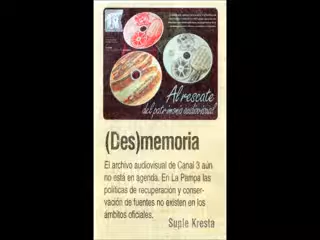 Al rescate
del patrimonio audiovisual
(Des)memoria
El archivo audiovisual de Canal 3 aún
no está en agenda. En La Pampa las
políticas de recuperación y conser-
vación de fuentes no existen en los
ámbitos oficiales.
Suple Kresta